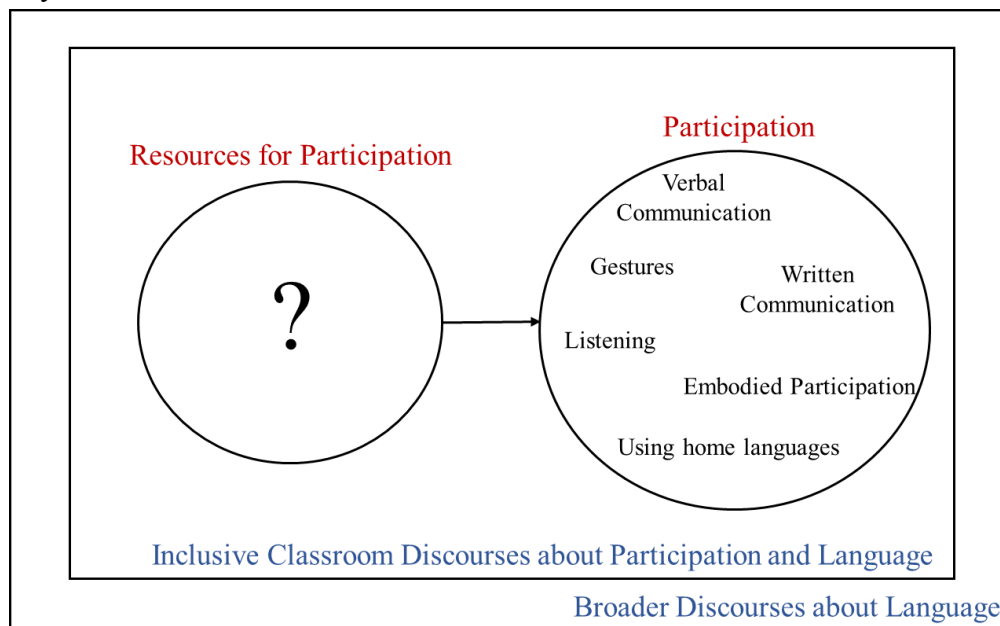 Participation
Resources for Participation
Verbal
Communication
Gestures
Written
Communication
?
Listening
Embodied Participation
Using home languages
Inclusive Classroom Discourses about Participation and Language
Broader Discourses about Language